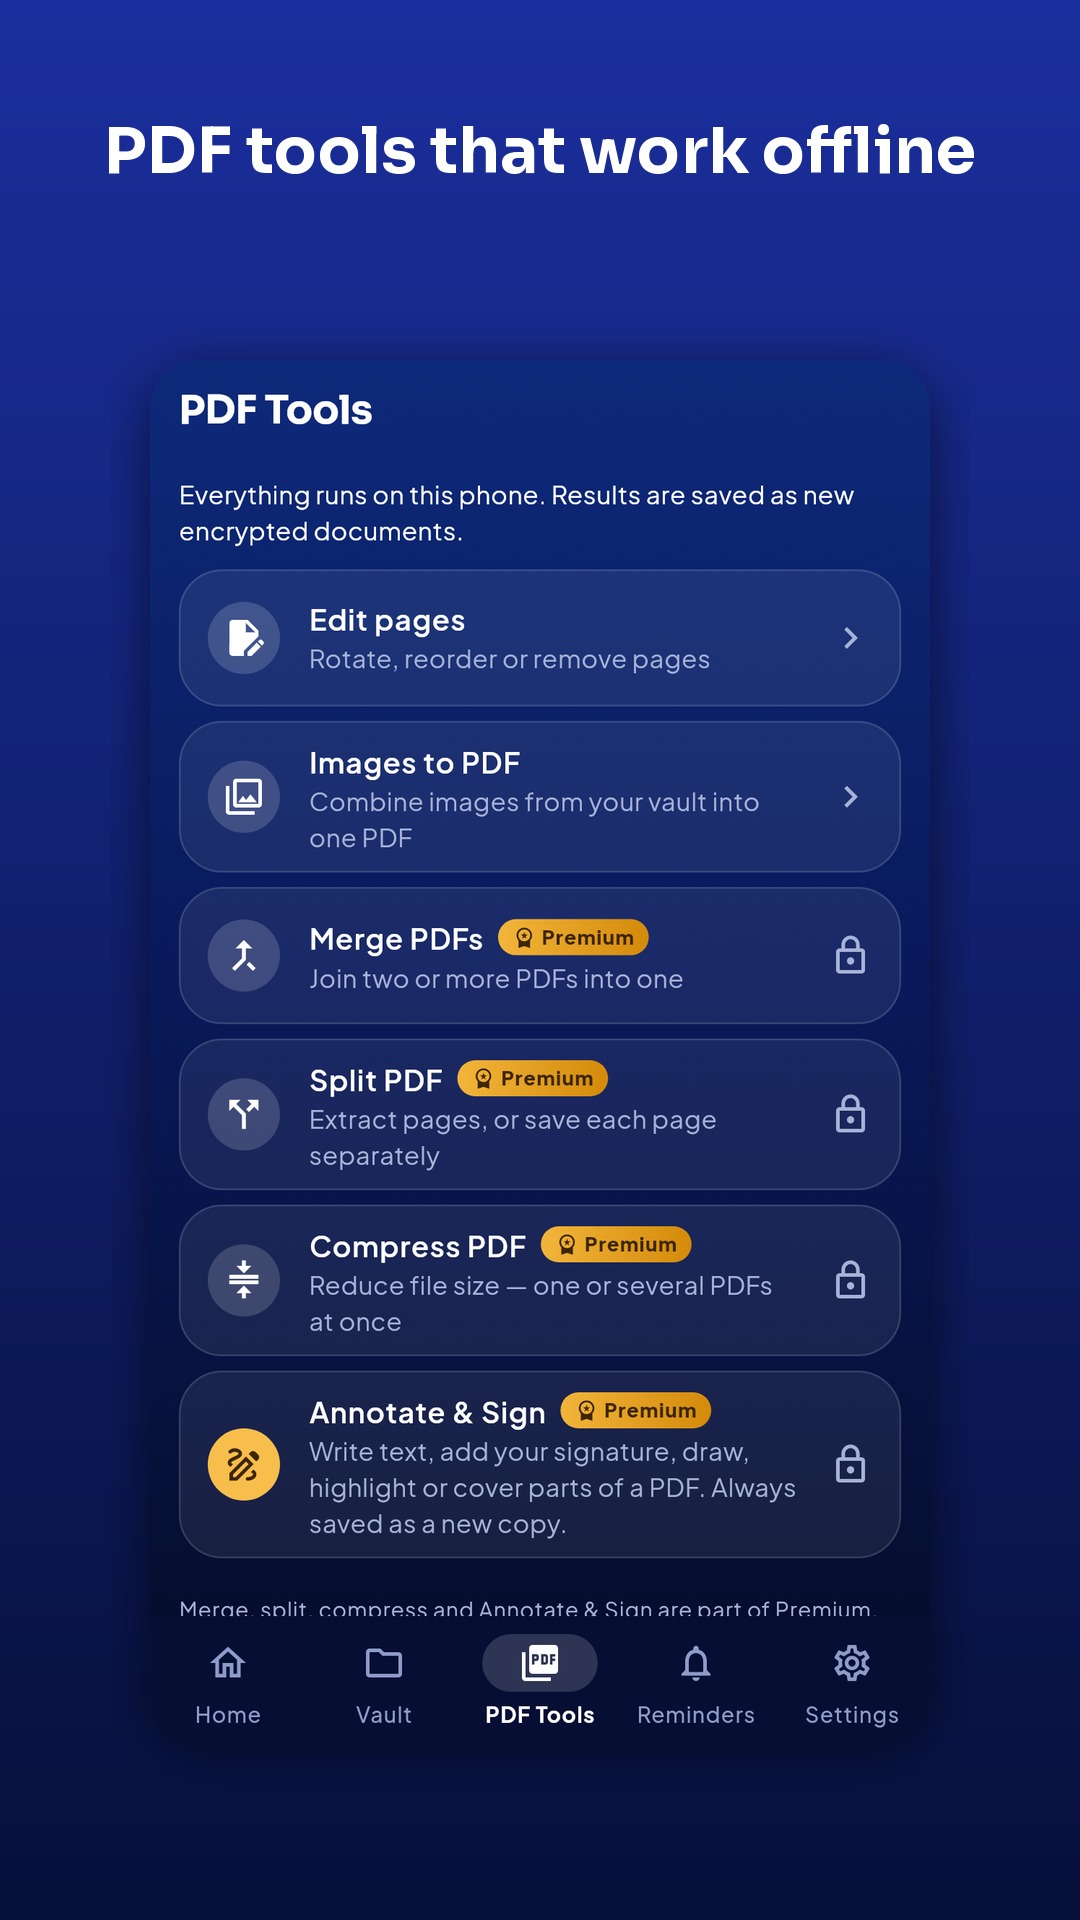 PDF tools that work offline
PDF Tools
Everything runs on this phone. Results are saved as new
encrypted documents.
Edit pages
Rotate, reorder or remove pages
Images to PDF
Combine images from your vault into
one PDF
Merge PDFs Premium
Join two or more PDFs into one
Split PDF Premium
Extract pages, or save each page
separately
Compress PDF Premium
Reduce file size — one or several PDFs
at once
Annotate & Sign Premium
Write text, add your signature, draw,
highlight or cover parts of a PDF. Always
saved as a new copy.
Merge, split, compress and Annotate & Sign are part of Premium.
PDF
Home Vault PDF Tools Reminders Settings